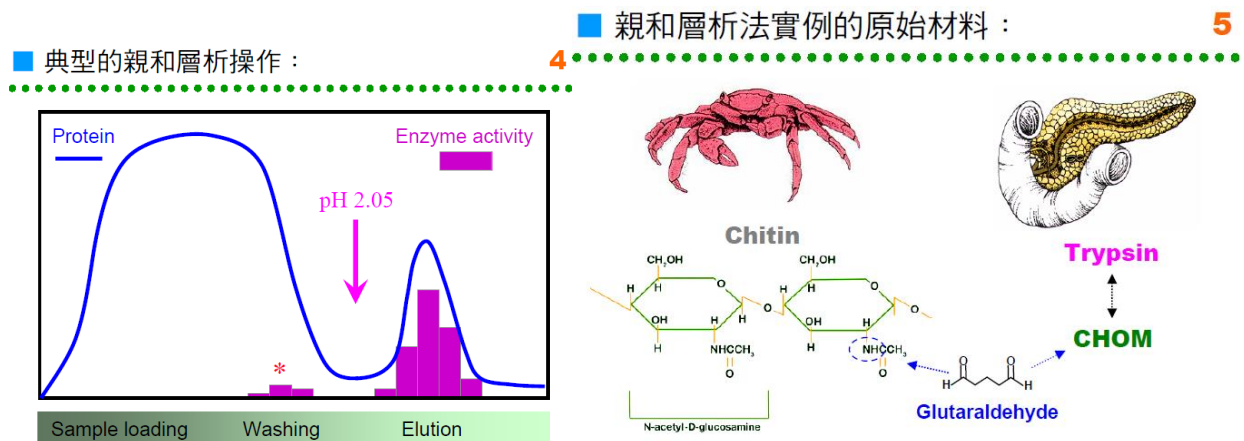 ■ 典型的親和層析操作：
4
Protein
Enzyme activity
pH 2.05
*
Sample loading
Washing
Elution
■ 親和層析法實例的原始材料：
5
Chitin
CH₂OH
O
H
H
H
OH
H
H
H
NHCCH₃
O
O
CH₂OH
O
H
H
H
OH
H
H
NHCCH₃
O
O
N-acetyl-D-glucosamine
Trypsin
CHOM
O
O
H
H
Glutaraldehyde